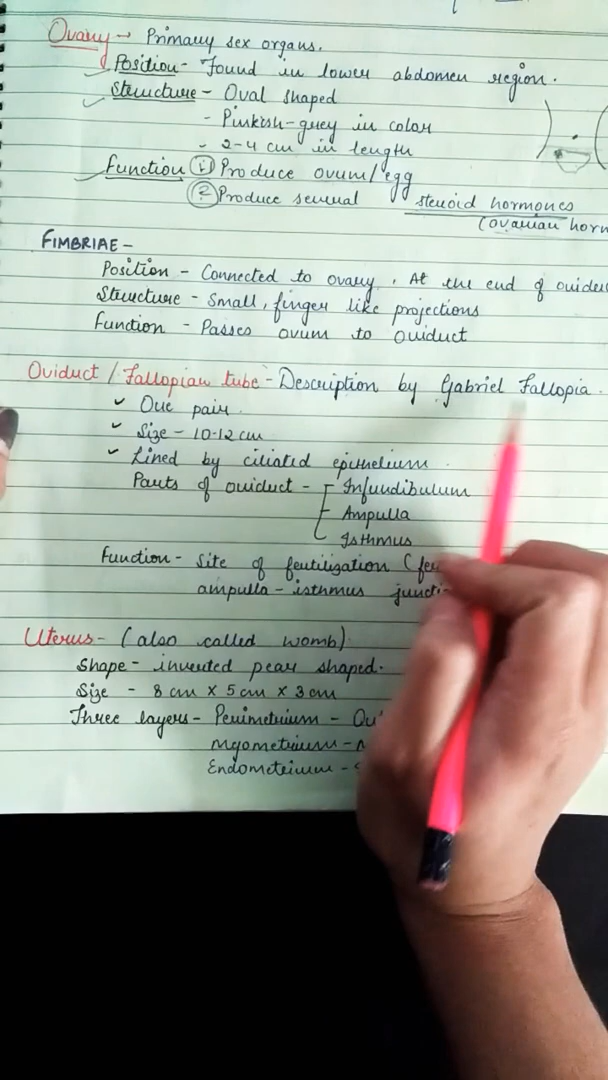 Ovary → Primary sex organs.
Position - Found in lower abdomen region.
Structure - Oval shaped
- Pinkish-grey in color
- 2-4 cm in length
Function ① Produce ovum/egg
② Produce sexual steroid hormones
(ovarian horm
FIMBRIAE -
Position - Connected to ovary, At the end of oviduc
Structure - Small, finger like projections
Function - Passes ovum to oviduct
Oviduct / Fallopian tube - Description by Gabriel Fallopia.
✓ One pair.
✓ Size - 10-12 cm
✓ Lined by ciliated epithelium.
Parts of oviduct - Infundibulum
Ampulla
Isthmus
Function - Site of fertilization (fer
ampulla - isthmus juncti
Uterus - (also called womb)
Shape - inverted pear shaped.
Size - 8 cm x 5 cm x 3 cm
Three layers - Perimetrium - Ou
Myometrium -
Endometrium -